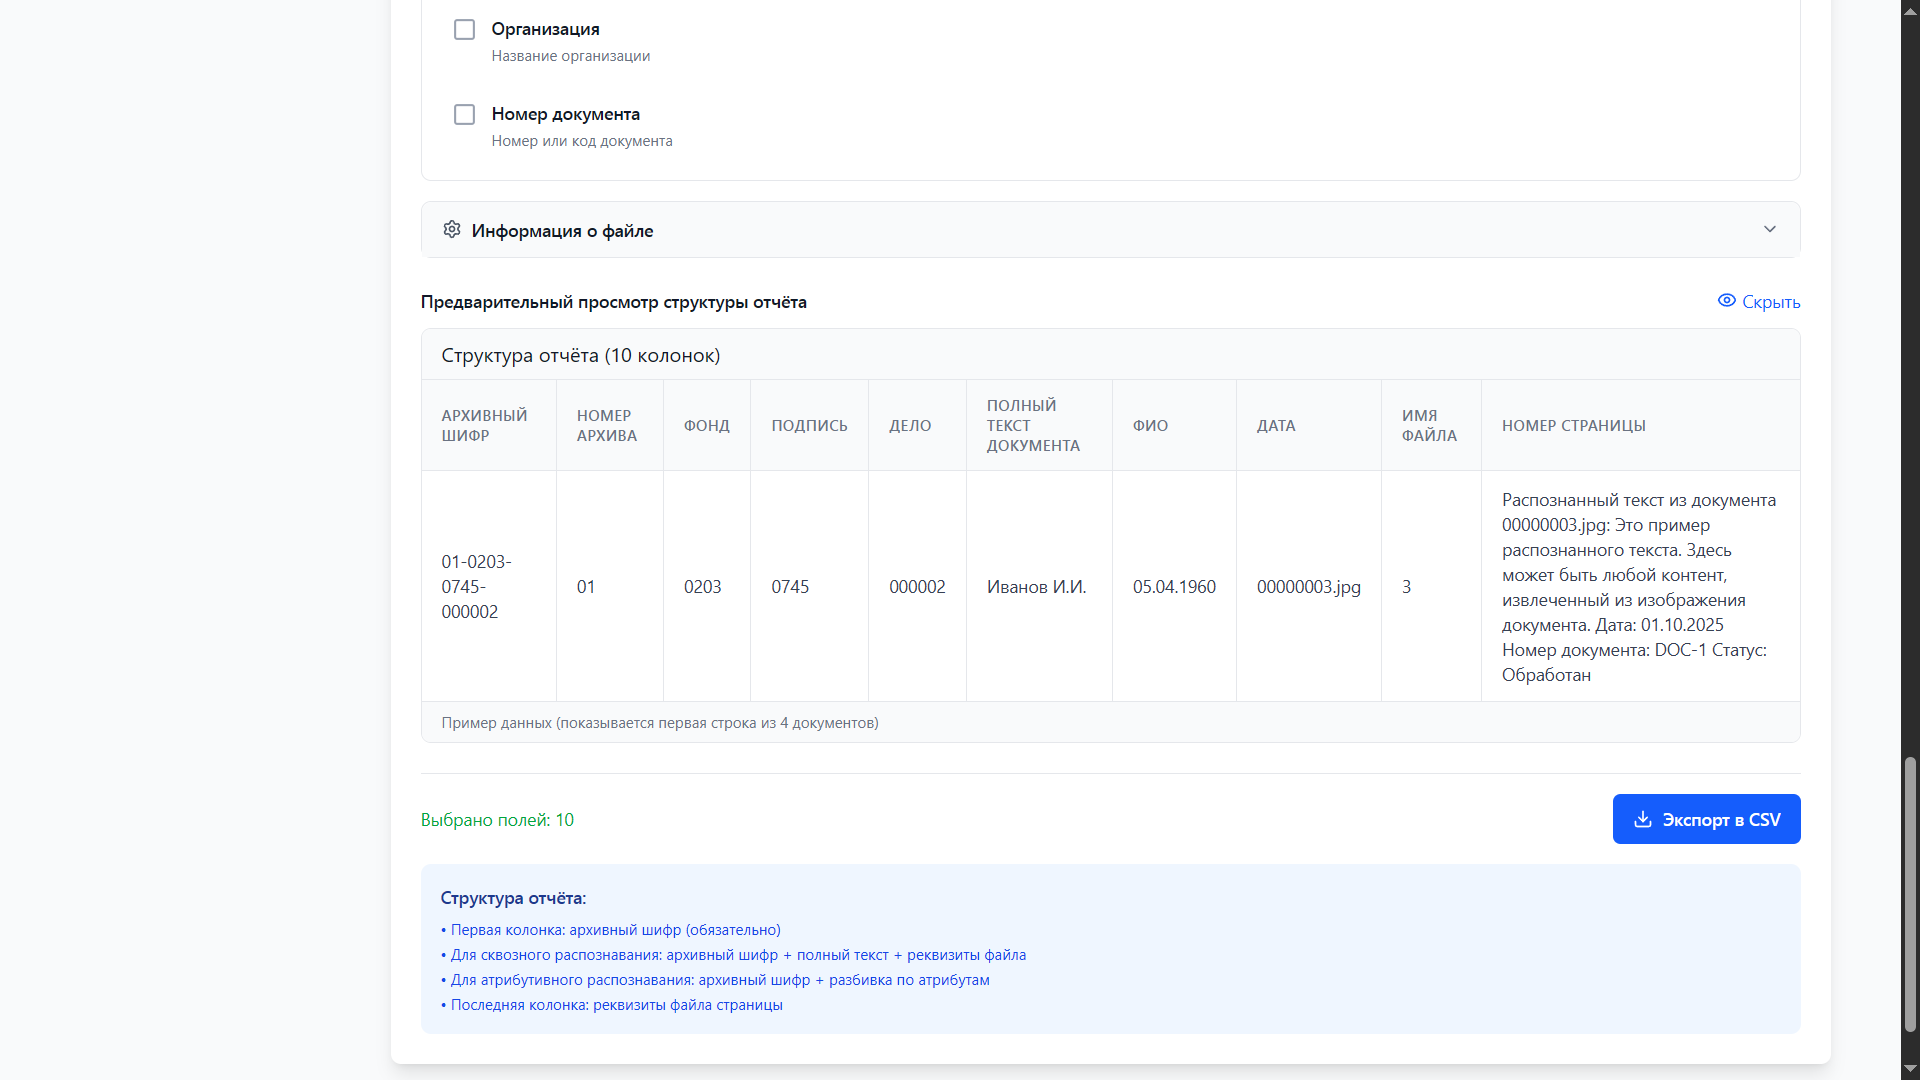 Организация
Название организации
Номер документа
Номер или код документа
Информация о файле
Предварительный просмотр структуры отчёта
Скрыть
Структура отчёта (10 колонок)
АРХИВНЫЙ ШИФР
НОМЕР АРХИВА
ФОНД
ПОДПИСЬ
ДЕЛО
ПОЛНЫЙ ТЕКСТ ДОКУМЕНТА
ФИО
ДАТА
ИМЯ ФАЙЛА
НОМЕР СТРАНИЦЫ
01-0203-
0745-
000002
01
0203
0745
000002
Иванов И.И.
05.04.1960
00000003.jpg
3
Распознанный текст из документа
00000003.jpg: Это пример
распознанного текста. Здесь
может быть любой контент,
извлеченный из изображения
документа. Дата: 01.10.2025
Номер документа: DOC-1 Статус:
Обработан
Пример данных (показывается первая строка из 4 документов)
Выбрано полей: 10
Экспорт в CSV
Структура отчёта:
• Первая колонка: архивный шифр (обязательно)
• Для сквозного распознавания: архивный шифр + полный текст + реквизиты файла
• Для атрибутивного распознавания: архивный шифр + разбивка по атрибутам
• Последняя колонка: реквизиты файла страницы